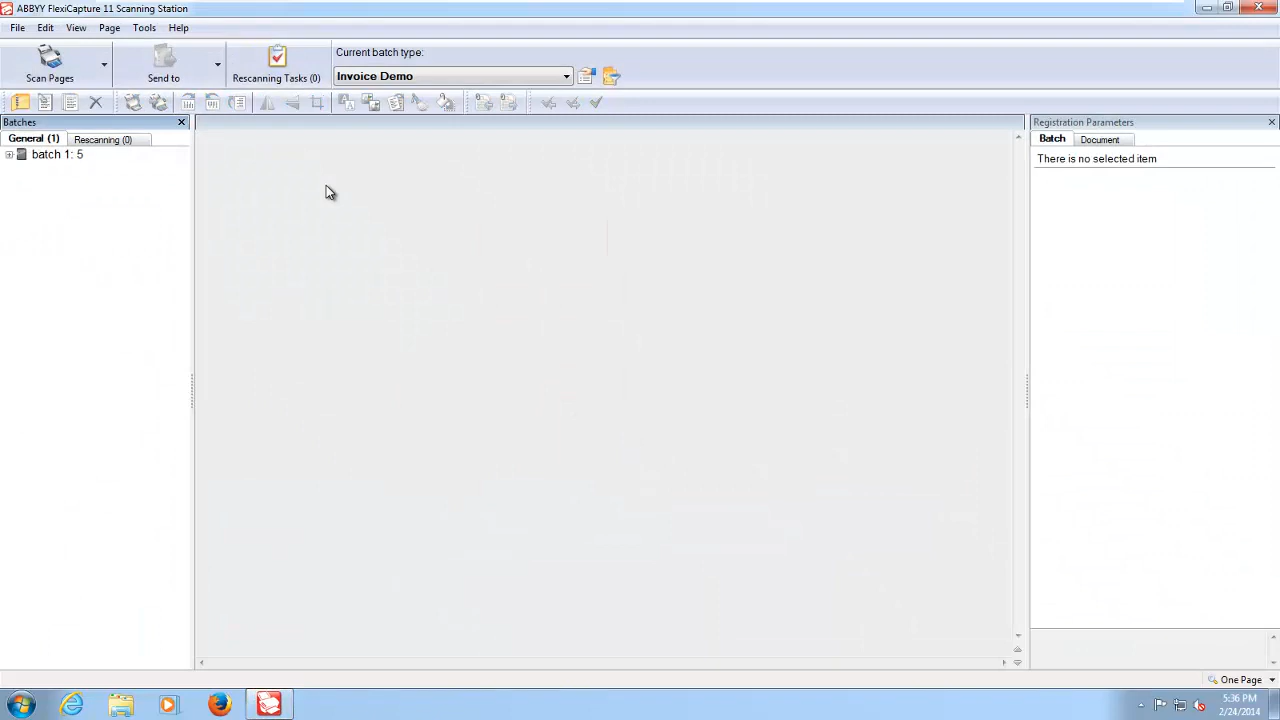 ABBYY FlexiCapture 11 Scanning Station
File Edit View Page Tools Help
Scan Pages
Send to
Rescanning Tasks (0)
Current batch type:
Invoice Demo
Batches
General (1) Rescanning (0)
batch 1: 5
Registration Parameters
Batch Document
There is no selected item
One Page
5:36 PM
2/24/2014